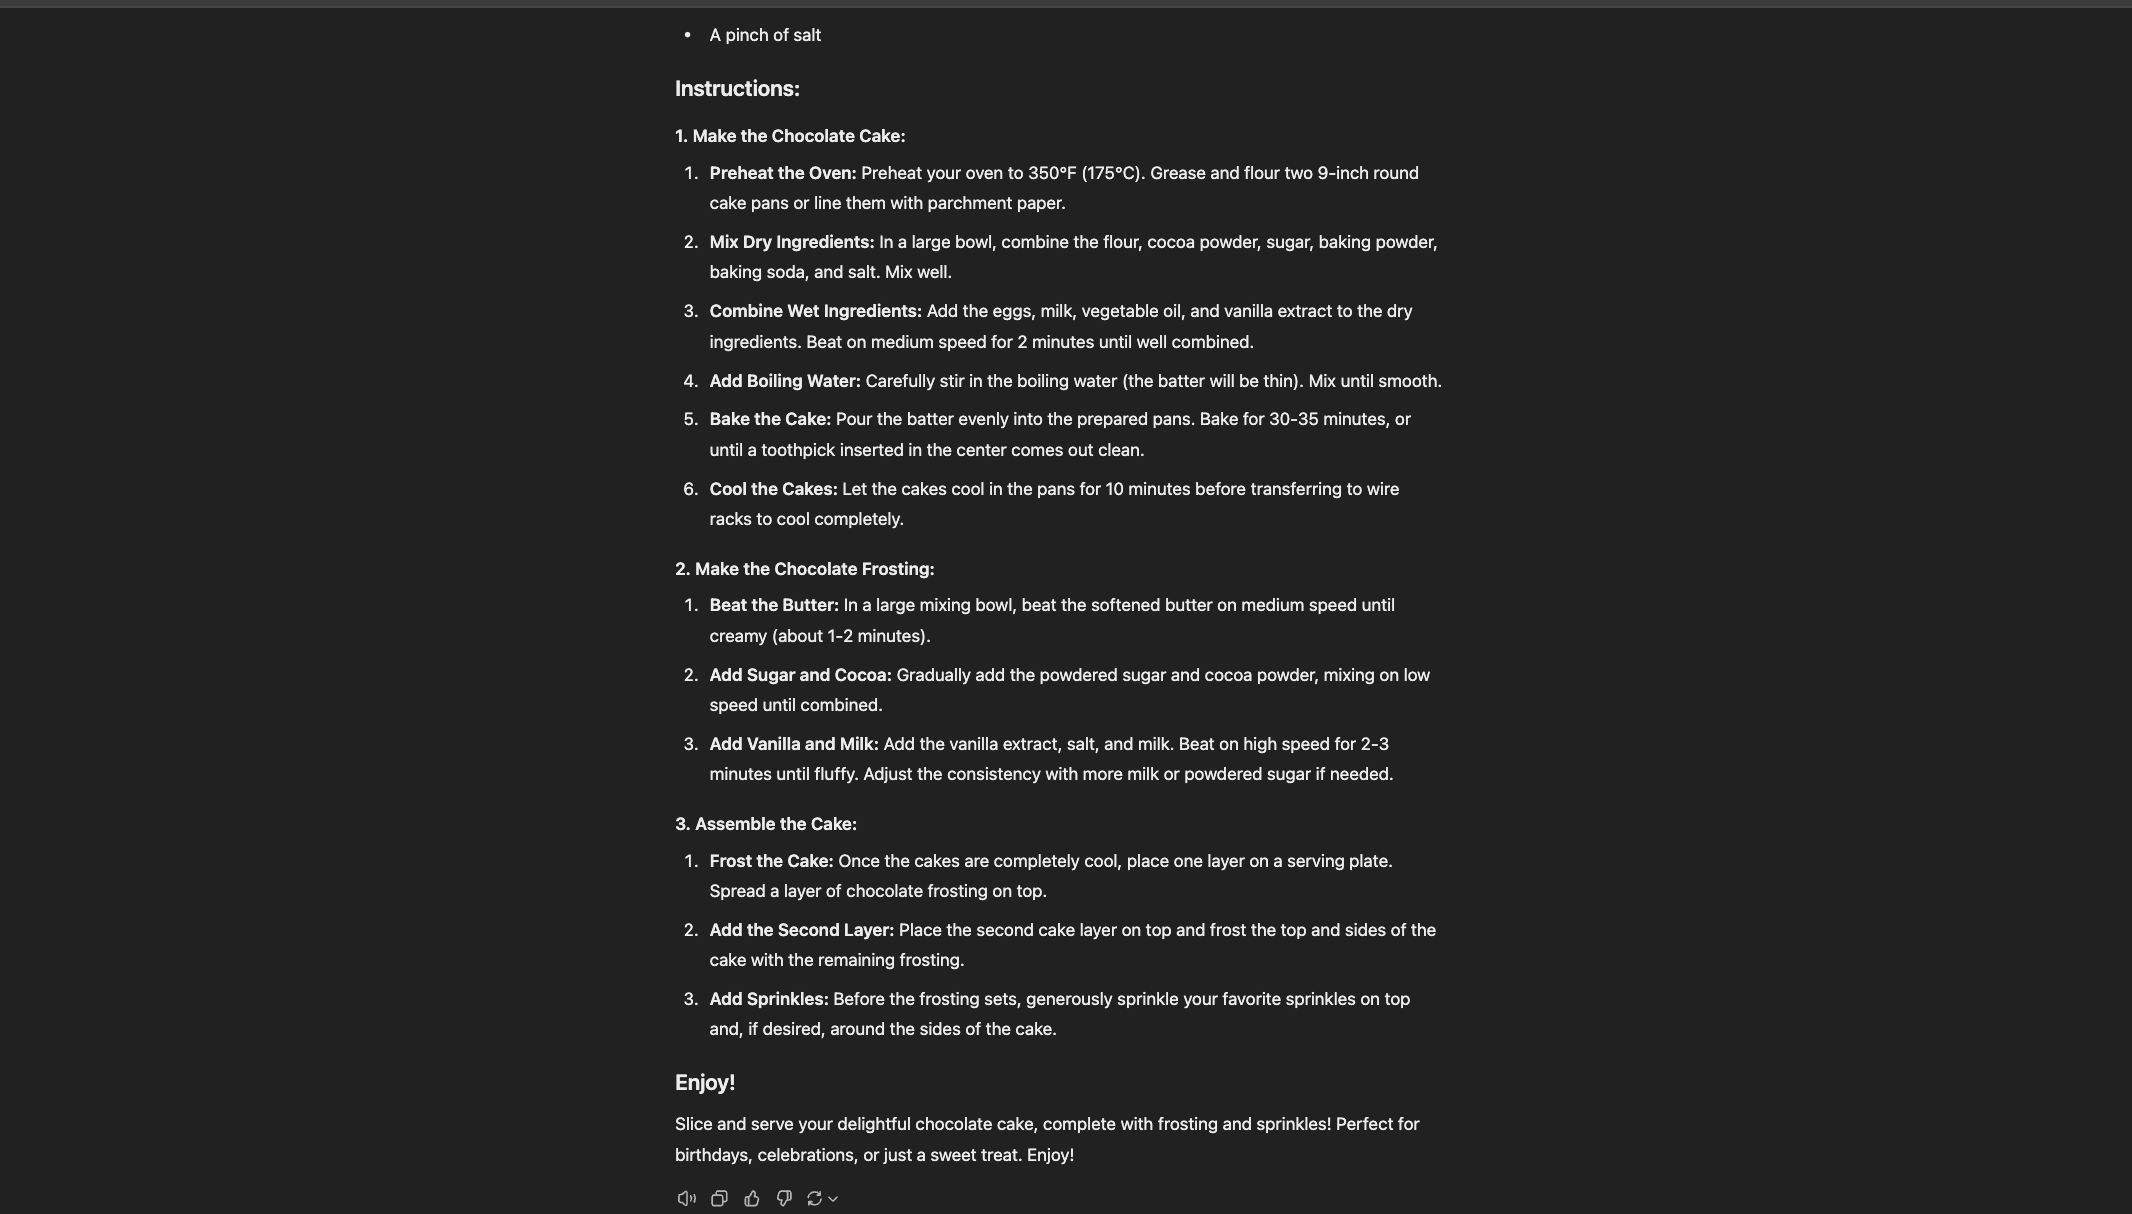 • A pinch of salt
Instructions:
1. Make the Chocolate Cake:
1. Preheat the Oven: Preheat your oven to 350°F (175°C). Grease and flour two 9-inch round
cake pans or line them with parchment paper.
2. Mix Dry Ingredients: In a large bowl, combine the flour, cocoa powder, sugar, baking powder,
baking soda, and salt. Mix well.
3. Combine Wet Ingredients: Add the eggs, milk, vegetable oil, and vanilla extract to the dry
ingredients. Beat on medium speed for 2 minutes until well combined.
4. Add Boiling Water: Carefully stir in the boiling water (the batter will be thin). Mix until smooth.
5. Bake the Cake: Pour the batter evenly into the prepared pans. Bake for 30-35 minutes, or
until a toothpick inserted in the center comes out clean.
6. Cool the Cakes: Let the cakes cool in the pans for 10 minutes before transferring to wire
racks to cool completely.
2. Make the Chocolate Frosting:
1. Beat the Butter: In a large mixing bowl, beat the softened butter on medium speed until
creamy (about 1-2 minutes).
2. Add Sugar and Cocoa: Gradually add the powdered sugar and cocoa powder, mixing on low
speed until combined.
3. Add Vanilla and Milk: Add the vanilla extract, salt, and milk. Beat on high speed for 2-3
minutes until fluffy. Adjust the consistency with more milk or powdered sugar if needed.
3. Assemble the Cake:
1. Frost the Cake: Once the cakes are completely cool, place one layer on a serving plate.
Spread a layer of chocolate frosting on top.
2. Add the Second Layer: Place the second cake layer on top and frost the top and sides of the
cake with the remaining frosting.
3. Add Sprinkles: Before the frosting sets, generously sprinkle your favorite sprinkles on top
and, if desired, around the sides of the cake.
Enjoy!
Slice and serve your delightful chocolate cake, complete with frosting and sprinkles! Perfect for
birthdays, celebrations, or just a sweet treat. Enjoy!